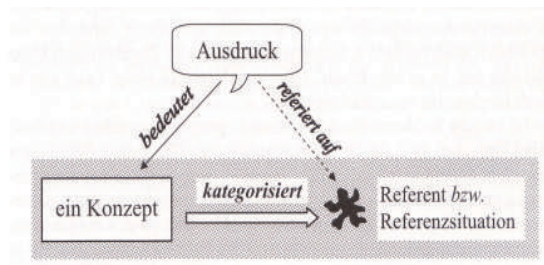 Ausdruck
bedeutet
referiert auf
ein Konzept
kategorisiert
Referent bzw.
Referenzsituation